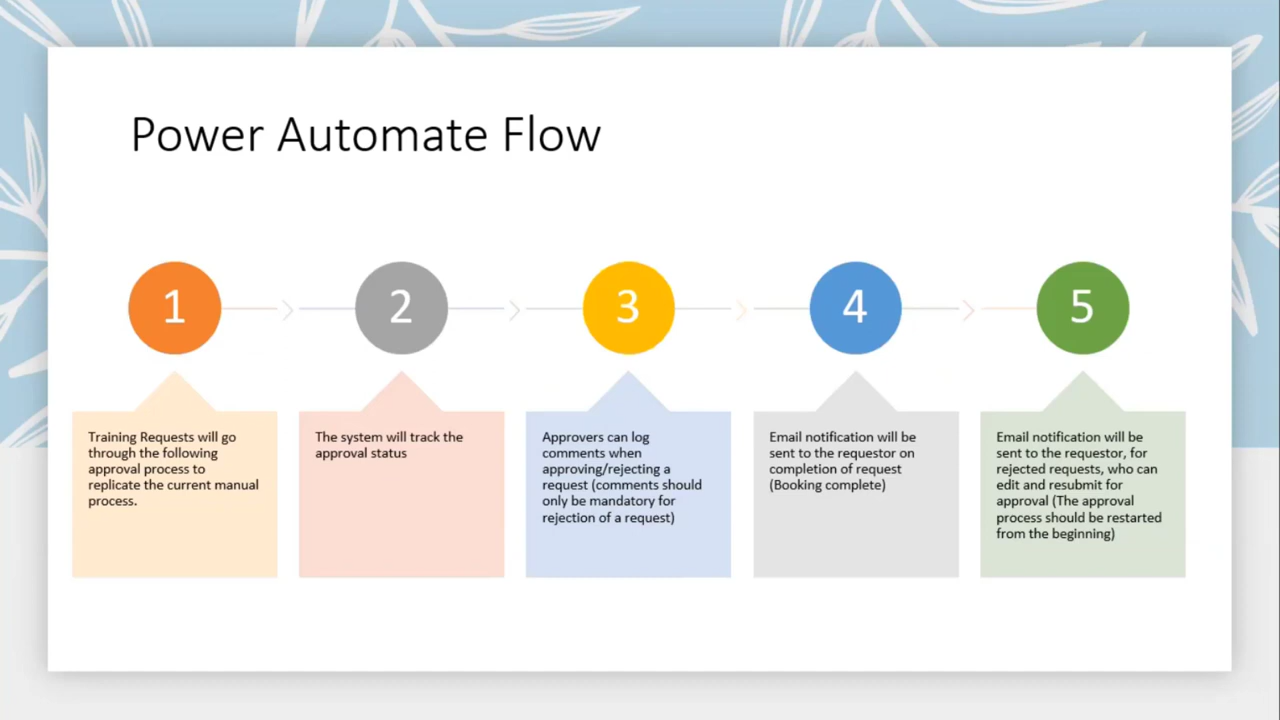 Power Automate Flow
1
2
3
4
5
Training Requests will go
through the following
approval process to
replicate the current manual
process.
The system will track the
approval status
Approvers can log
comments when
approving/rejecting a
request (comments should
only be mandatory for
rejection of a request)
Email notification will be
sent to the requestor on
completion of request
(Booking complete)
Email notification will be
sent to the requestor, for
rejected requests, who can
edit and resubmit for
approval (The approval
process should be restarted
from the beginning)